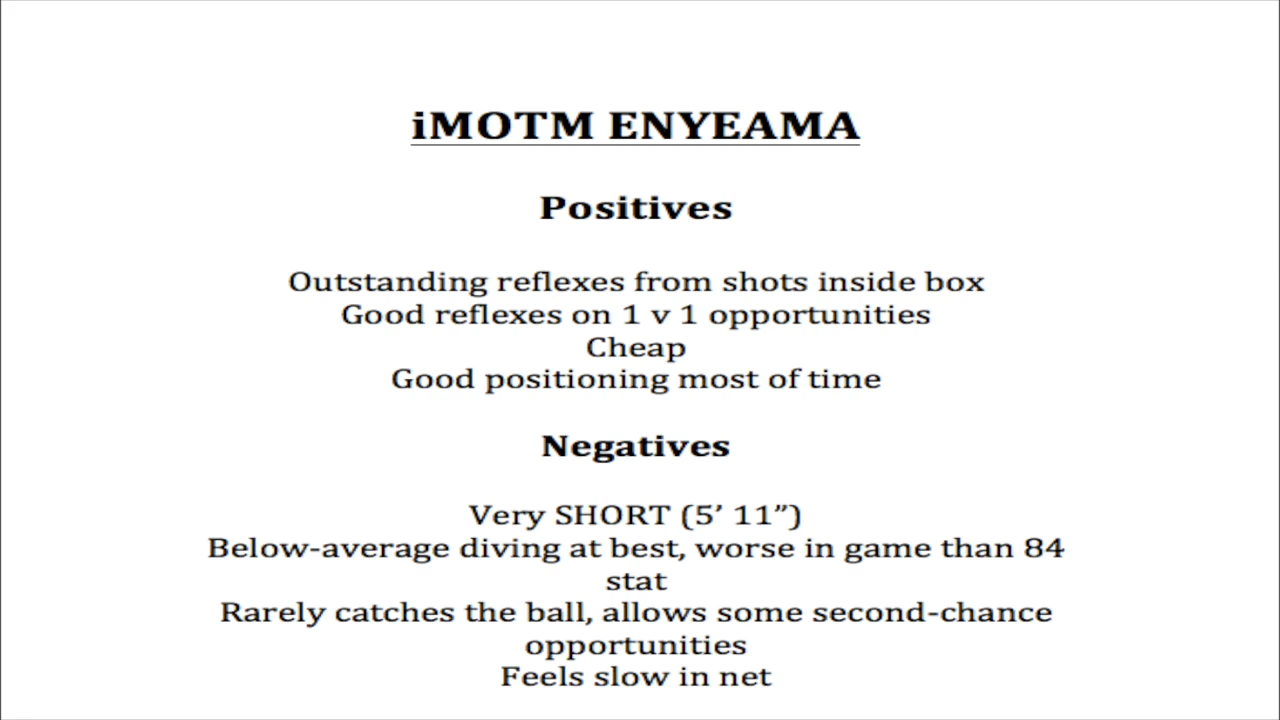 iMOTM ENYEAMA
Positives
Outstanding reflexes from shots inside box
Good reflexes on 1 v 1 opportunities
Cheap
Good positioning most of time
Negatives
Very SHORT (5’ 11”)
Below-average diving at best, worse in game than 84
stat
Rarely catches the ball, allows some second-chance
opportunities
Feels slow in net